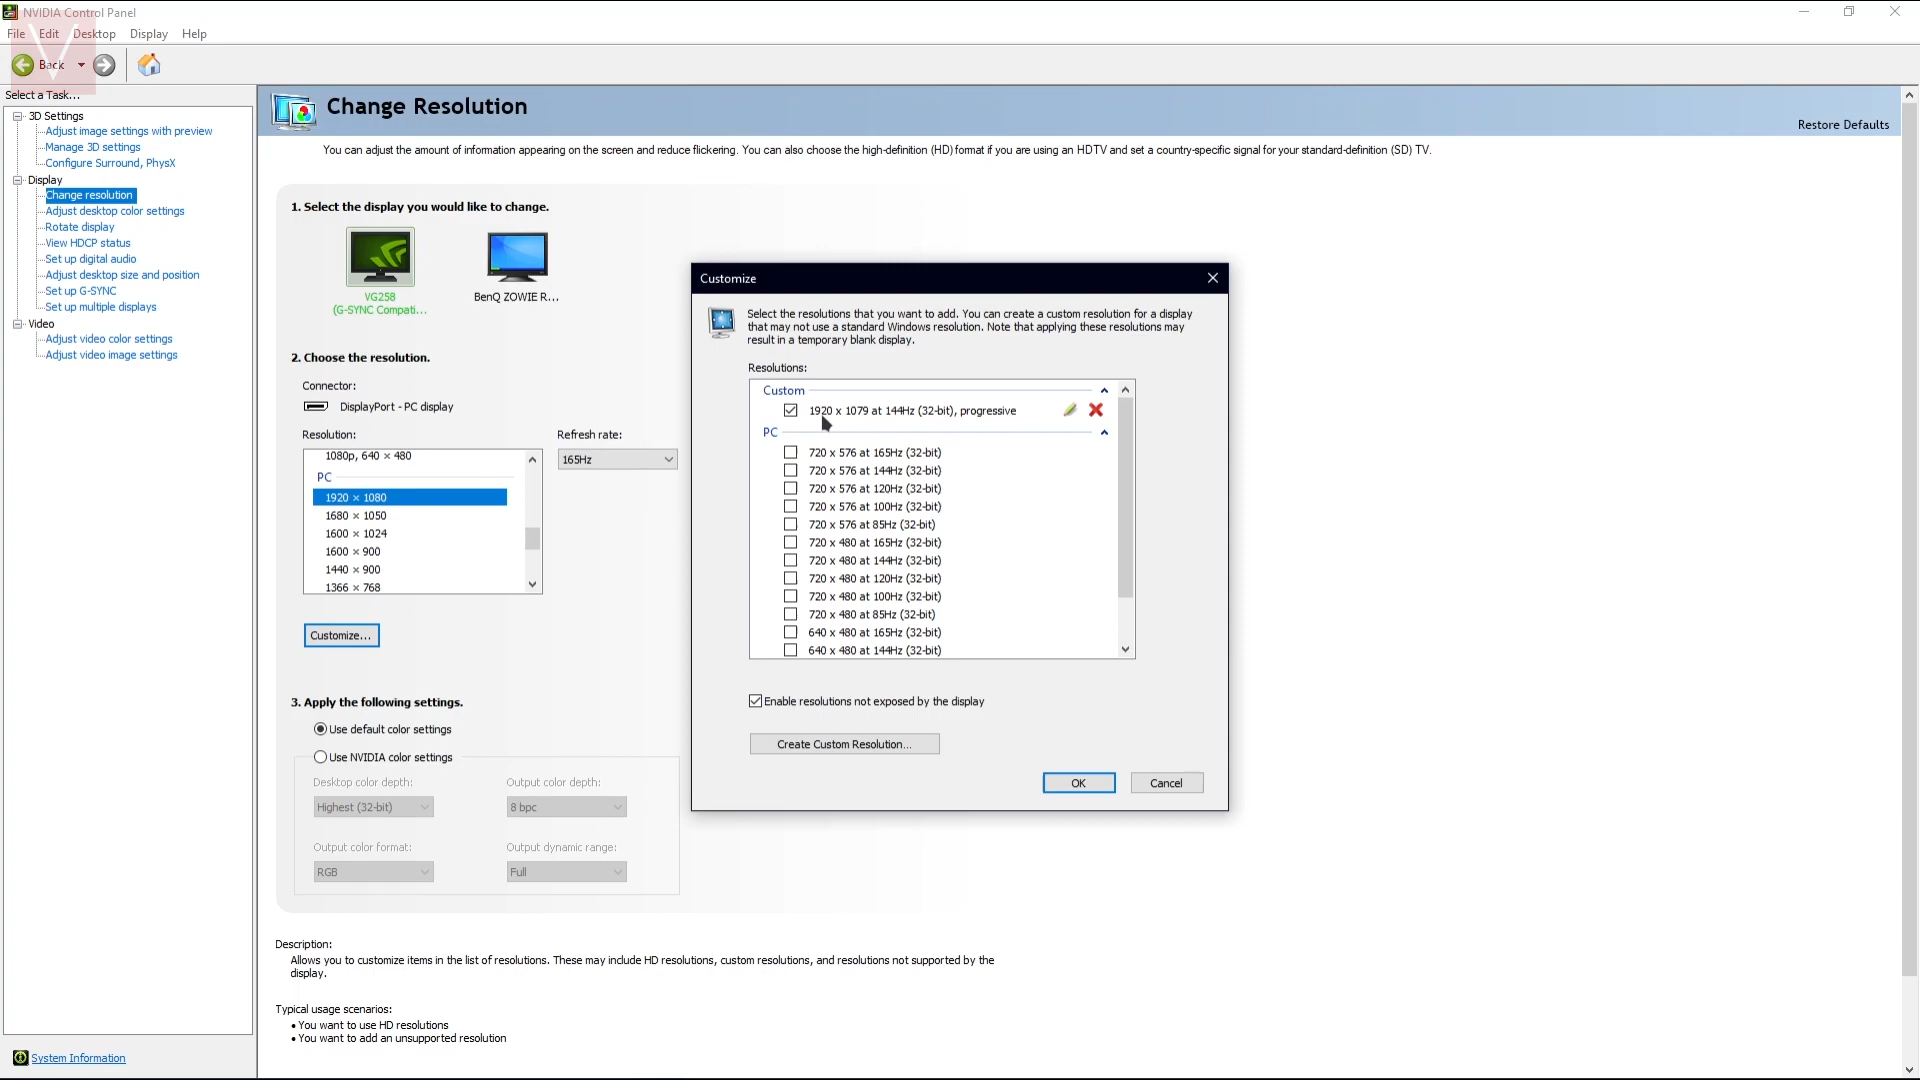 NVIDIA Control Panel
File Edit Desktop Display Help
V
Back
Select a Task...
3D Settings
Adjust image settings with preview
Manage 3D settings
Configure Surround, PhysX
Display
Change resolution
Adjust desktop color settings
Rotate display
View HDCP status
Set up digital audio
Adjust desktop size and position
Set up G-SYNC
Set up multiple displays
Video
Adjust video color settings
Adjust video image settings
System Information
Change Resolution
Restore Defaults
You can adjust the amount of information appearing on the screen and reduce flickering. You can also choose the high-definition (HD) format if you are using an HDTV and set a country-specific signal for your standard-definition (SD) TV.
1. Select the display you would like to change.
VG258
(G-SYNC Compati...
BenQ ZOWIE R...
2. Choose the resolution.
Connector:
DisplayPort - PC display
Resolution:
Refresh rate:
1080p, 640 × 480
165Hz
PC
1920 × 1080
1680 × 1050
1600 × 1024
1600 × 900
1440 × 900
1366 × 768
Customize...
3. Apply the following settings.
Use default color settings
Use NVIDIA color settings
Desktop color depth:
Output color depth:
Highest (32-bit)
8 bpc
Output color format:
Output dynamic range:
RGB
Full
Description:
Allows you to customize items in the list of resolutions. These may include HD resolutions, custom resolutions, and resolutions not supported by the
display.
Typical usage scenarios:
• You want to use HD resolutions
• You want to add an unsupported resolution
Customize
Select the resolutions that you want to add. You can create a custom resolution for a display
that may not use a standard Windows resolution. Note that applying these resolutions may
result in a temporary blank display.
Resolutions:
Custom
1920 x 1079 at 144Hz (32-bit), progressive
PC
720 x 576 at 165Hz (32-bit)
720 x 576 at 144Hz (32-bit)
720 x 576 at 120Hz (32-bit)
720 x 576 at 100Hz (32-bit)
720 x 576 at 85Hz (32-bit)
720 x 480 at 165Hz (32-bit)
720 x 480 at 144Hz (32-bit)
720 x 480 at 120Hz (32-bit)
720 x 480 at 100Hz (32-bit)
720 x 480 at 85Hz (32-bit)
640 x 480 at 165Hz (32-bit)
640 x 480 at 144Hz (32-bit)
Enable resolutions not exposed by the display
Create Custom Resolution...
OK
Cancel